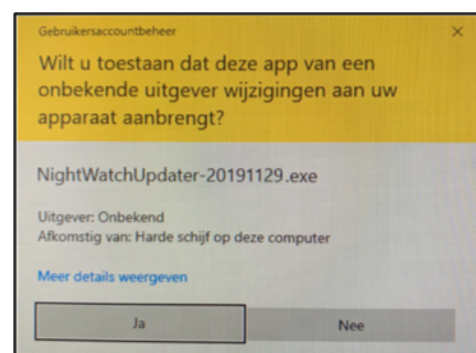 Gebruikersaccountbeheer
Wilt u toestaan dat deze app van een
onbekende uitgever wijzigingen aan uw
apparaat aanbrengt?
NightWatchUpdater-20191129.exe
Uitgever: Onbekend
Afkomstig van: Harde schijf op deze computer
Meer details weergeven
Ja
Nee